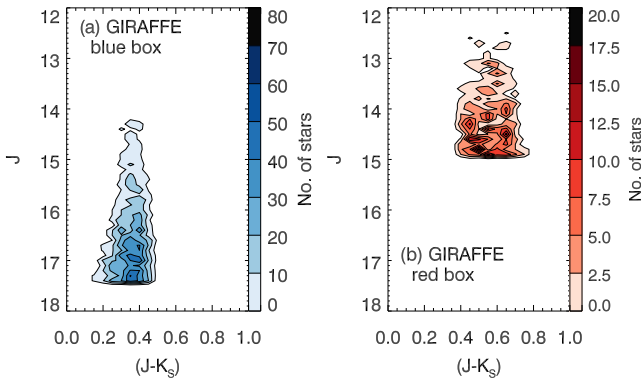 (a) GIRAFFE
blue box
12
13
14
15
16
17
18
J
0.0 0.2 0.4 0.6 0.8 1.0
(J-K_S)
80
70
60
50
40
30
20
10
0
No. of stars
12
13
14
15
16
17
18
J
(b) GIRAFFE
red box
0.0 0.2 0.4 0.6 0.8 1.0
(J-K_S)
20.0
17.5
15.0
12.5
10.0
7.5
5.0
2.5
0.0
No. of stars